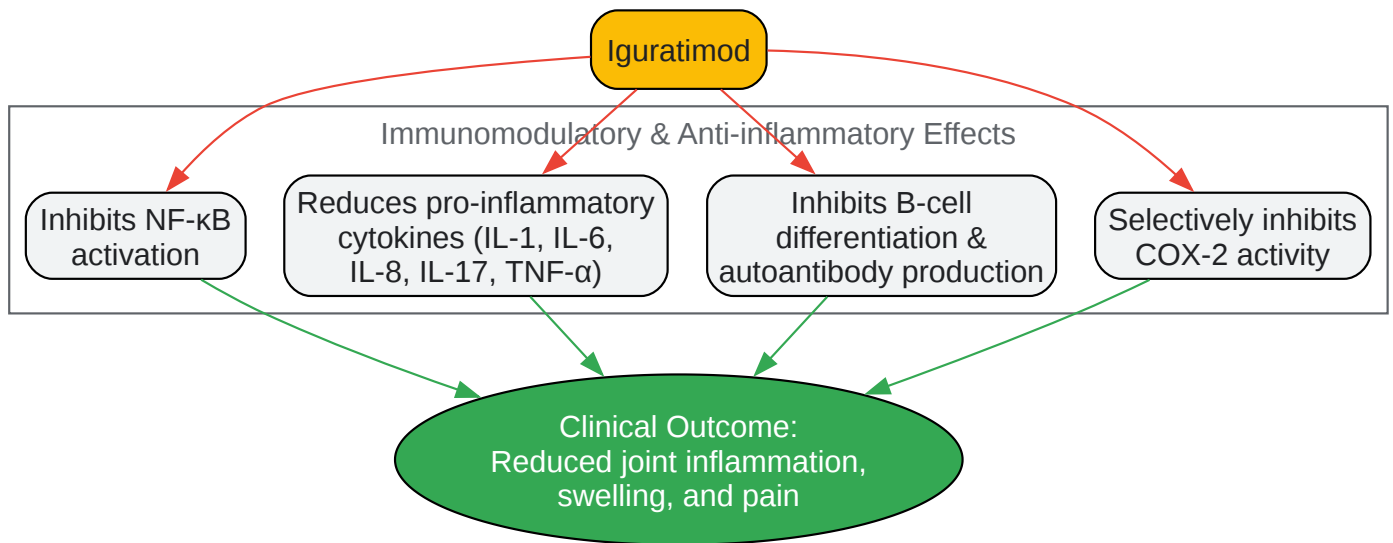 Iguratimod
Immunomodulatory & Anti-inflammatory Effects
Inhibits NF-κB
activation
Reduces pro-inflammatory
cytokines (IL-1, IL-6,
IL-8, IL-17, TNF-α)
Inhibits B-cell
differentiation &
autoantibody production
Selectively inhibits
COX-2 activity
Clinical Outcome:
Reduced joint inflammation,
swelling, and pain